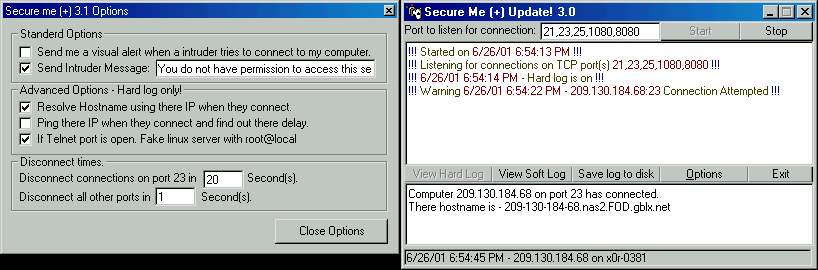 Secure me (+) 3.1 Options
Standerd Options
Send me a visual alert when a intruder tries to connect to my computer.
Send Intruder Message: You do not have permission to access this se
Advanced Options - Hard log only!
Resolve Hostname using there IP when they connect.
Ping there IP when they connect and find out there delay.
If Telnet port is open. Fake linux server with root@local
Disconnect times.
Disconnect connections on port 23 in 20 Second(s).
Disconnect all other ports in 1 Second(s).
Close Options
Secure Me (+) Update! 3.0
Port to listen for connection: 21,23,25,1080,8080 Start Stop
!!! Started on 6/26/01 6:54:13 PM !!!
!!! Listening for connections on TCP port(s) 21,23,25,1080,8080 !!!
!!! 6/26/01 6:54:14 PM - Hard log is on !!!
!!! Warning 6/26/01 6:54:22 PM - 209.130.184.68:23 Connection Attempted !!!
View Hard Log View Soft Log Save log to disk Options Exit
Computer 209.130.184.68 on port 23 has connected.
There hostname is - 209-130-184-68.nas2.FOD.gblx.net
6/26/01 6:54:45 PM - 209.130.184.68 on x0r-0381